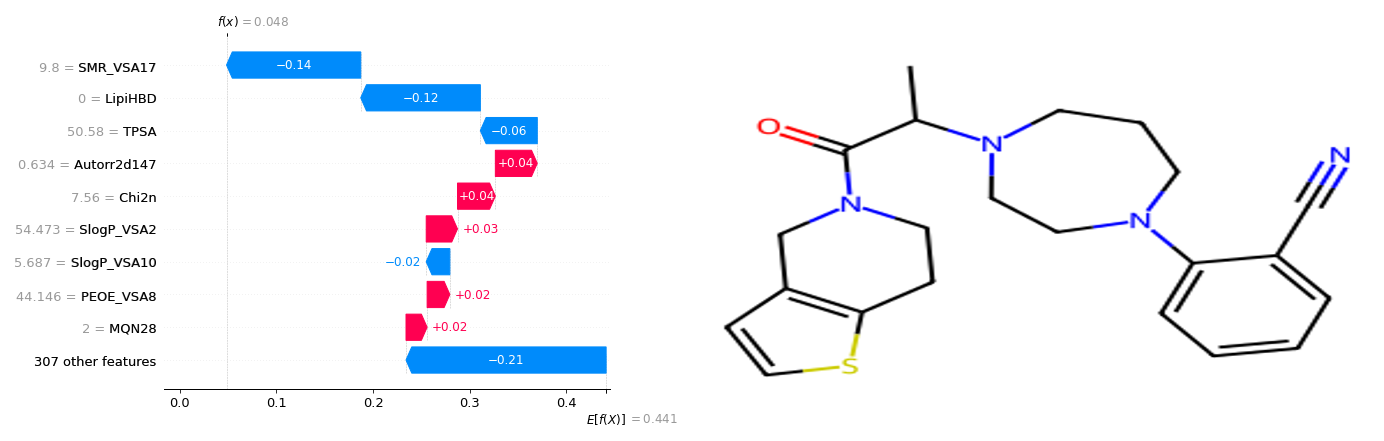 f(x) = 0.048
9.8 = SMR_VSA17
−0.14
0 = LipiHBD
−0.12
50.58 = TPSA
−0.06
0.634 = Autorr2d147
+0.04
7.56 = Chi2n
+0.04
54.473 = SlogP_VSA2
+0.03
5.687 = SlogP_VSA10
−0.02
44.146 = PEOE_VSA8
+0.02
2 = MQN28
+0.02
307 other features
−0.21
0.0 0.1 0.2 0.3 0.4
E[f(X)] = 0.441
O
N
N
N
N
S